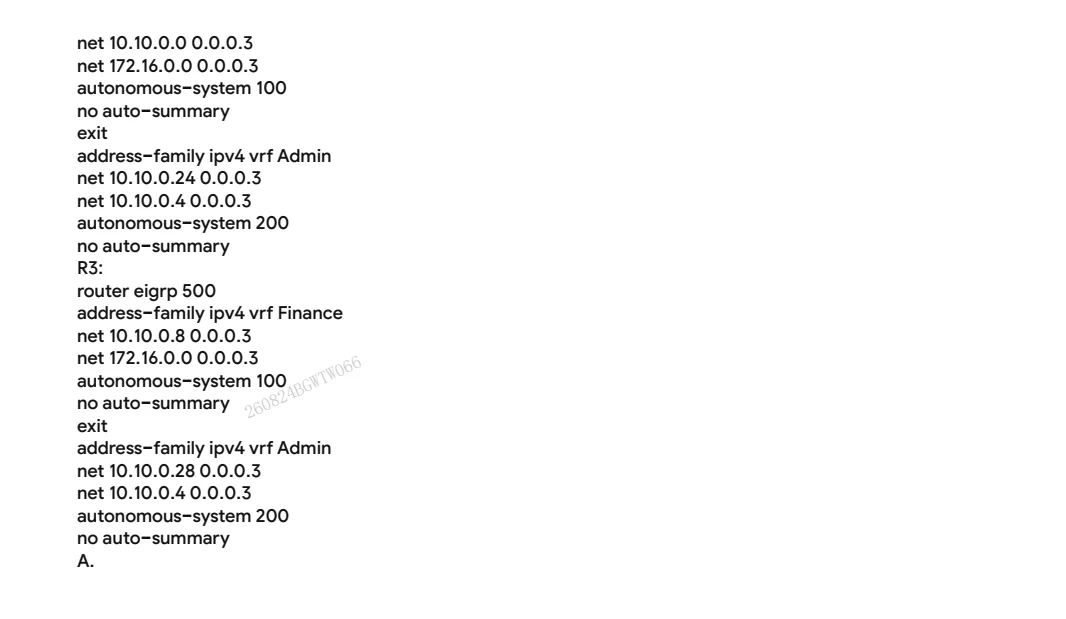 net 10.10.0.0 0.0.0.3
net 172.16.0.0 0.0.0.3
autonomous-system 100
no auto-summary
exit
address-family ipv4 vrf Admin
net 10.10.0.24 0.0.0.3
net 10.10.0.4 0.0.0.3
autonomous-system 200
no auto-summary
R3:
router eigrp 500
address-family ipv4 vrf Finance
net 10.10.0.8 0.0.0.3
net 172.16.0.0 0.0.0.3
autonomous-system 100
no auto-summary
exit
address-family ipv4 vrf Admin
net 10.10.0.28 0.0.0.3
net 10.10.0.4 0.0.0.3
autonomous-system 200
no auto-summary
A.
260824BGWTW066